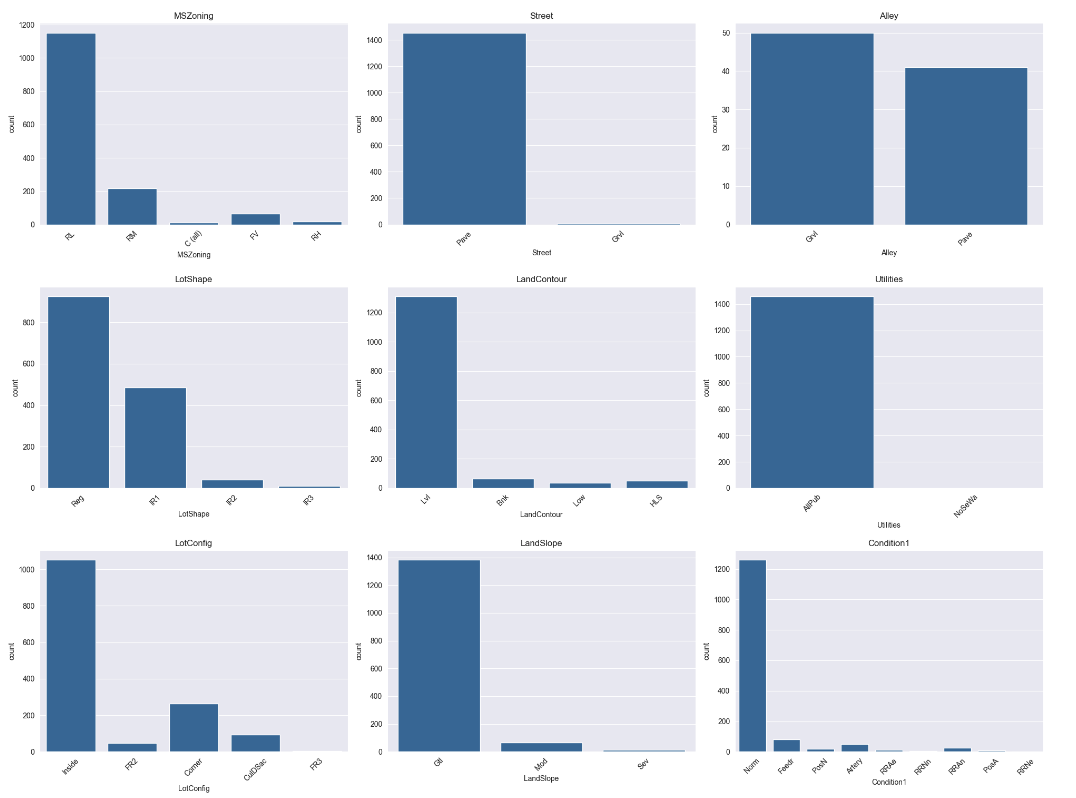 MSZoning
1200
1000
800
600
400
200
0
count
RL RM C (all) FV RH
MSZoning
Street
1400
1200
1000
800
600
400
200
0
count
Pave Grvl
Street
Alley
50
40
30
20
10
0
count
Grvl Pave
Alley
LotShape
800
600
400
200
0
count
Reg IR1 IR2 IR3
LotShape
LandContour
1200
1000
800
600
400
200
0
count
Lvl Bnk Low HLS
LandContour
Utilities
1400
1200
1000
800
600
400
200
0
count
AllPub NoSeWa
Utilities
LotConfig
1000
800
600
400
200
0
count
Inside FR2 Corner CulDSac FR3
LotConfig
LandSlope
1400
1200
1000
800
600
400
200
0
count
Gtl Mod Sev
LandSlope
Condition1
1200
1000
800
600
400
200
0
count
Norm Feedr PosN Artery RRAe RRNn RRAn PosA RRNe
Condition1